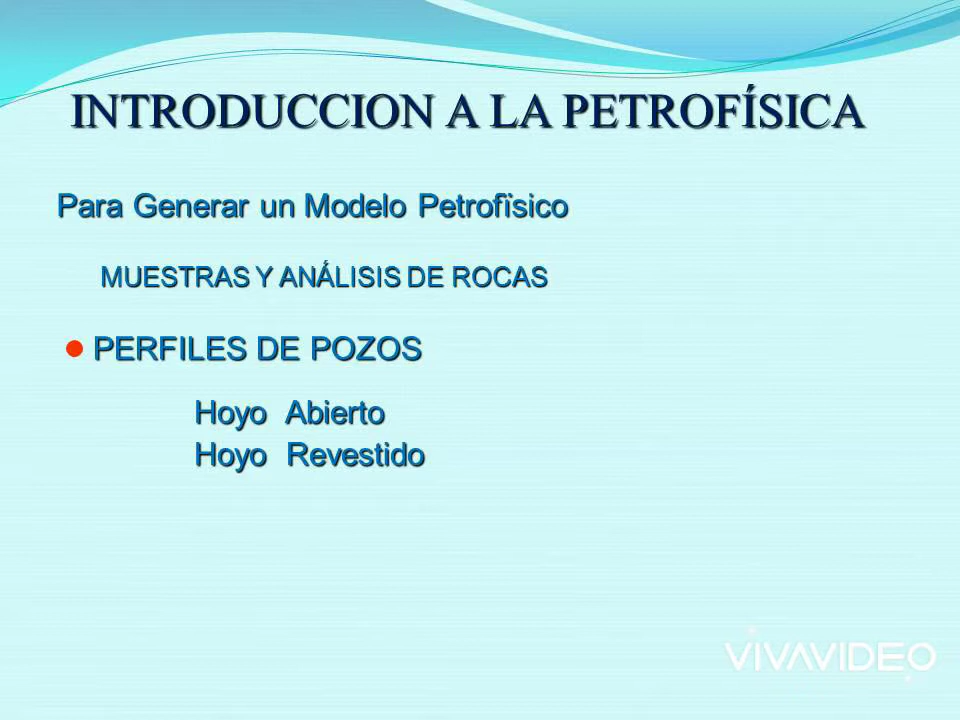 INTRODUCCION A LA PETROFÍSICA
Para Generar un Modelo Petrofïsico
MUESTRAS Y ANÁLISIS DE ROCAS
PERFILES DE POZOS
Hoyo Abierto
Hoyo Revestido
VIVAVIDEO